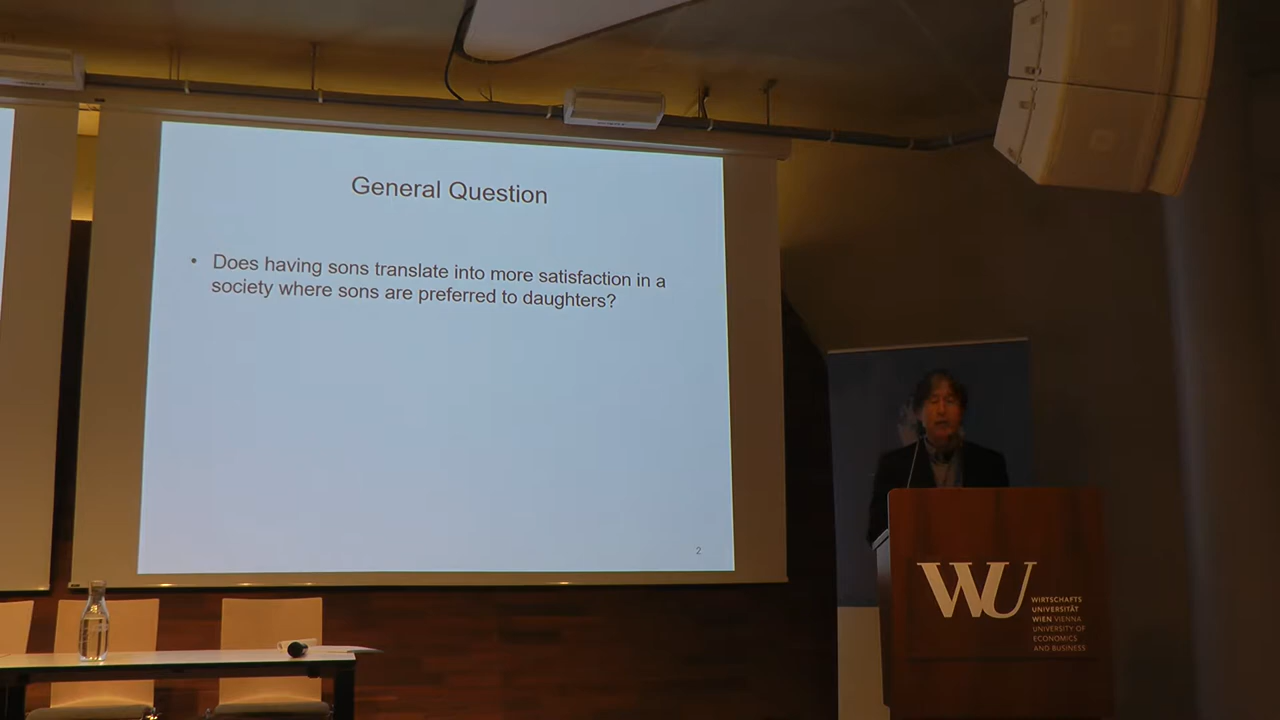 General Question
• Does having sons translate into more satisfaction in a
society where sons are preferred to daughters?
2
WU
WIRTSCHAFTS
UNIVERSITÄT
WIEN VIENNA
UNIVERSITY OF
ECONOMICS
AND BUSINESS